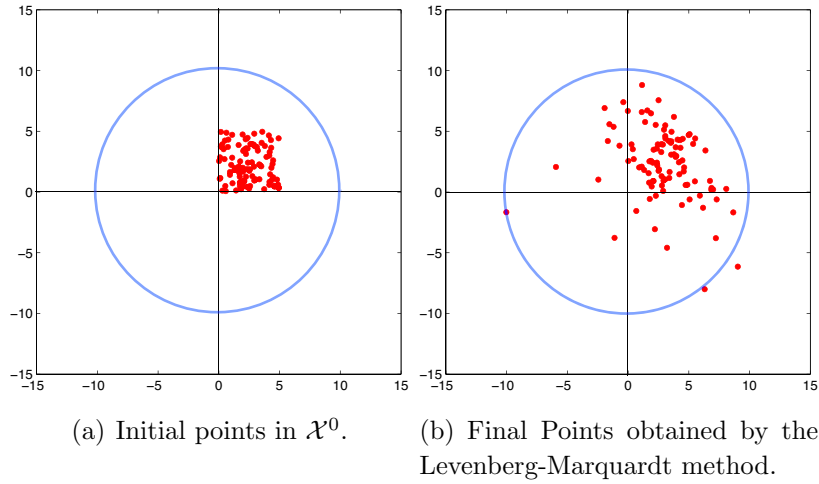 15
10
5
0
−5
−10
−15
−15 −10 −5 0 5 10 15
15
10
5
0
−5
−10
−15
−15 −10 −5 0 5 10 15
(a) Initial points in 𝒳⁰.
(b) Final Points obtained by the
Levenberg-Marquardt method.